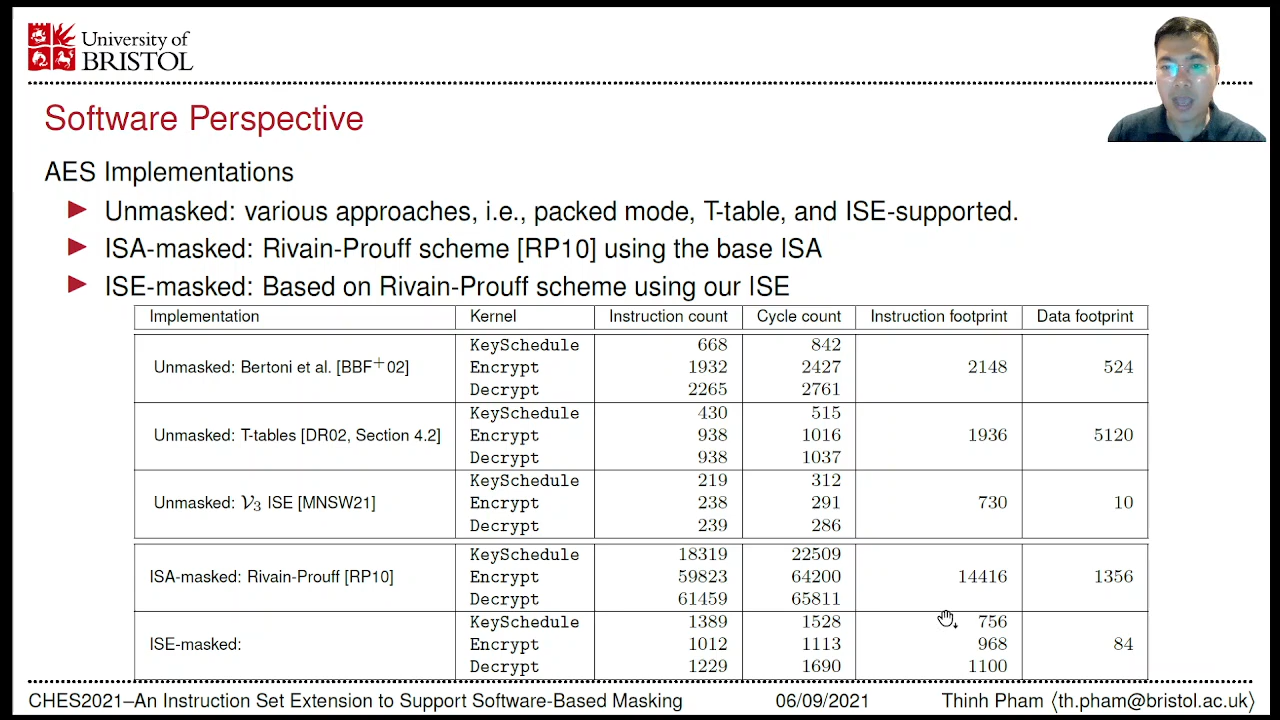 University of
BRISTOL
Software Perspective
AES Implementations
Unmasked: various approaches, i.e., packed mode, T-table, and ISE-supported.
ISA-masked: Rivain-Prouff scheme [RP10] using the base ISA
ISE-masked: Based on Rivain-Prouff scheme using our ISE
Implementation Kernel Instruction count Cycle count Instruction footprint Data footprint
KeySchedule 668 842
Unmasked: Bertoni et al. [BBF+02] Encrypt 1932 2427 2148 524
Decrypt 2265 2761
KeySchedule 430 515
Unmasked: T-tables [DR02, Section 4.2] Encrypt 938 1016 1936 5120
Decrypt 938 1037
KeySchedule 219 312
Unmasked: V3 ISE [MNSW21] Encrypt 238 291 730 10
Decrypt 239 286
KeySchedule 18319 22509
ISA-masked: Rivain-Prouff [RP10] Encrypt 59823 64200 14416 1356
Decrypt 61459 65811
KeySchedule 1389 1528 756
ISE-masked: Encrypt 1012 1113 968 84
Decrypt 1229 1690 1100
CHES2021–An Instruction Set Extension to Support Software-Based Masking 06/09/2021 Thinh Pham ⟨th.pham@bristol.ac.uk⟩